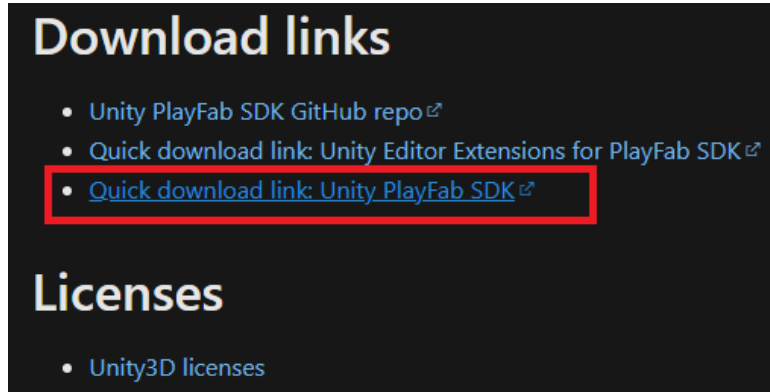 Download links
Unity PlayFab SDK GitHub repo
Quick download link: Unity Editor Extensions for PlayFab SDK
Quick download link: Unity PlayFab SDK
Licenses
Unity3D licenses